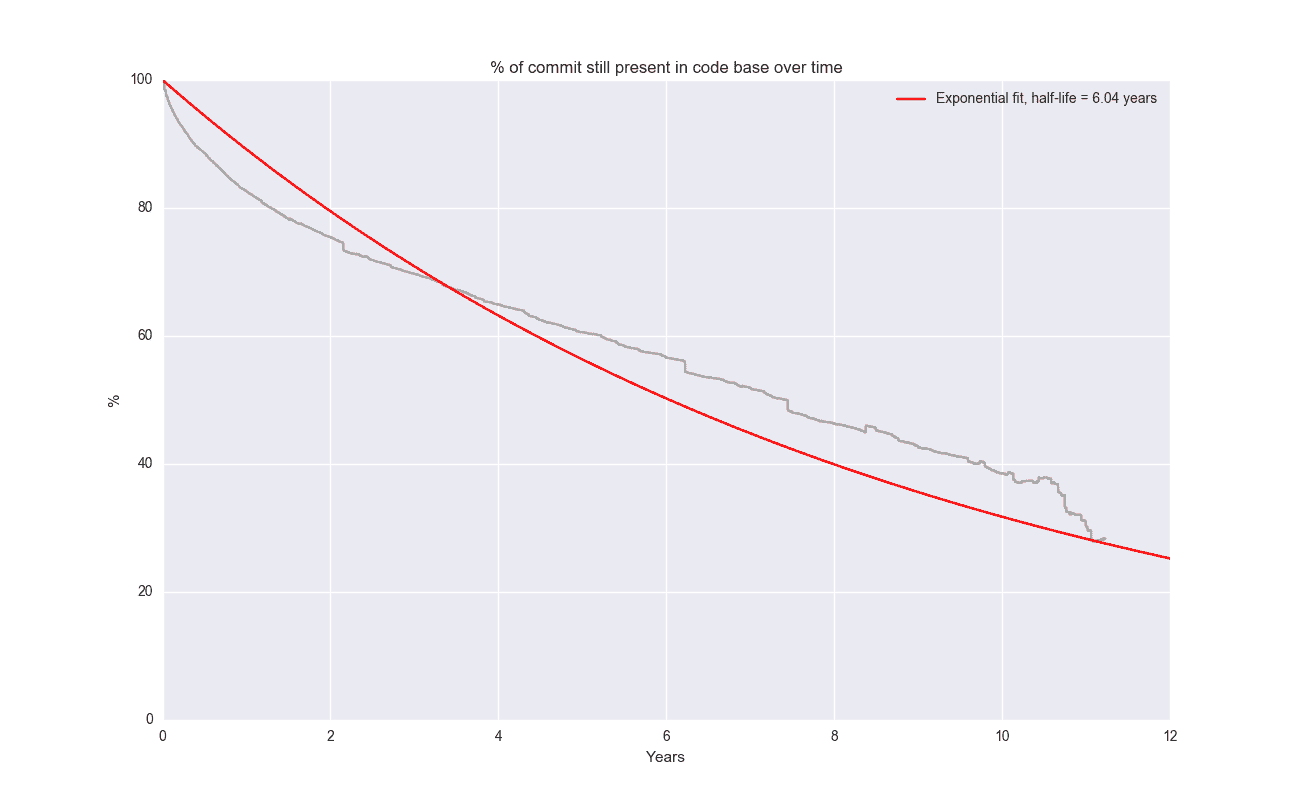 % of commit still present in code base over time
Exponential fit, half-life = 6.04 years
100
80
60
40
20
0
%
0 2 4 6 8 10 12
Years